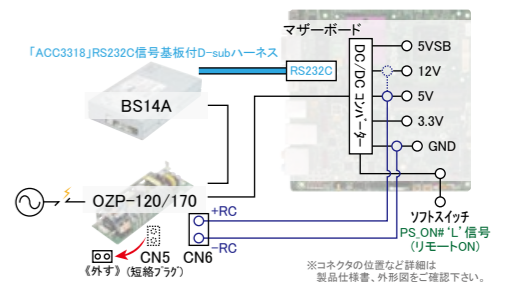 マザーボード
「ACC3318」RS232C信号基板付D-subハーネス
RS232C
DC/DCコンバーター
5VSB
12V
5V
3.3V
GND
BS14A
OZP-120/170
+RC
-RC
CN5
(短絡プラグ)
CN6
《外す》
ソフトスイッチ
PS_ON# 'L' 信号
(リモートON)
※コネクタの位置など詳細は
製品仕様書、外形図をご確認下さい。